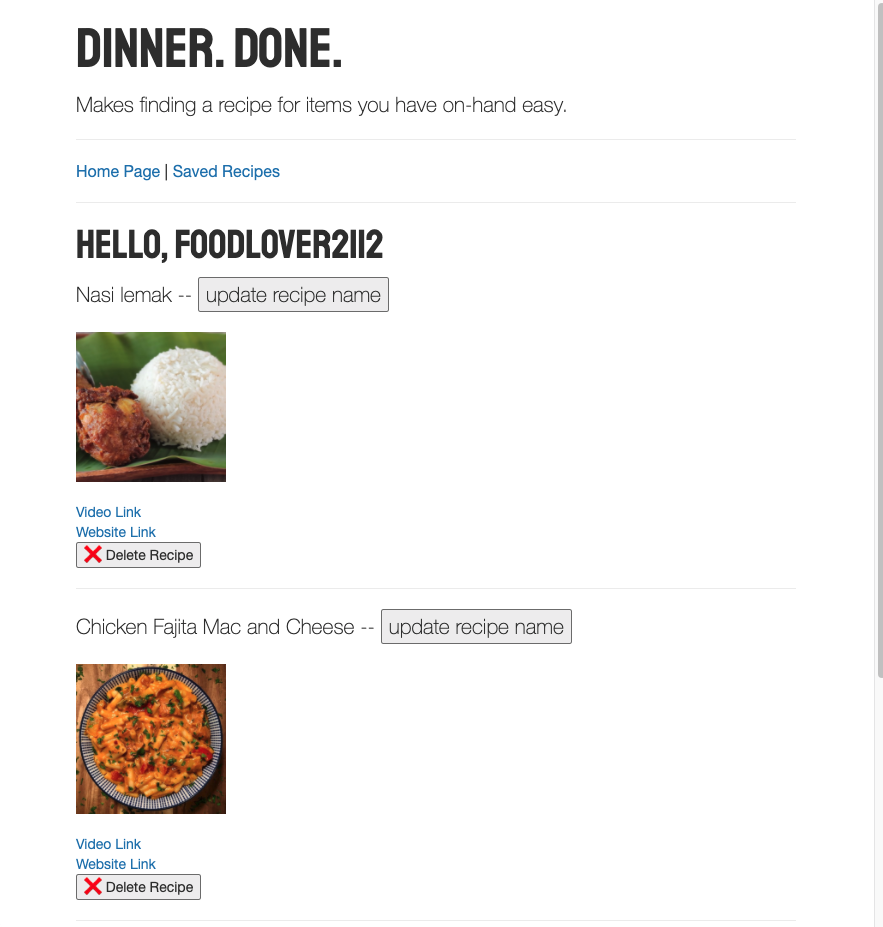 DINNER. DONE.
Makes finding a recipe for items you have on-hand easy.
Home Page | Saved Recipes
HELLO, FOODLOVER2112
Nasi lemak -- update recipe name
Video Link
Website Link
❌ Delete Recipe
Chicken Fajita Mac and Cheese -- update recipe name
Video Link
Website Link
❌ Delete Recipe